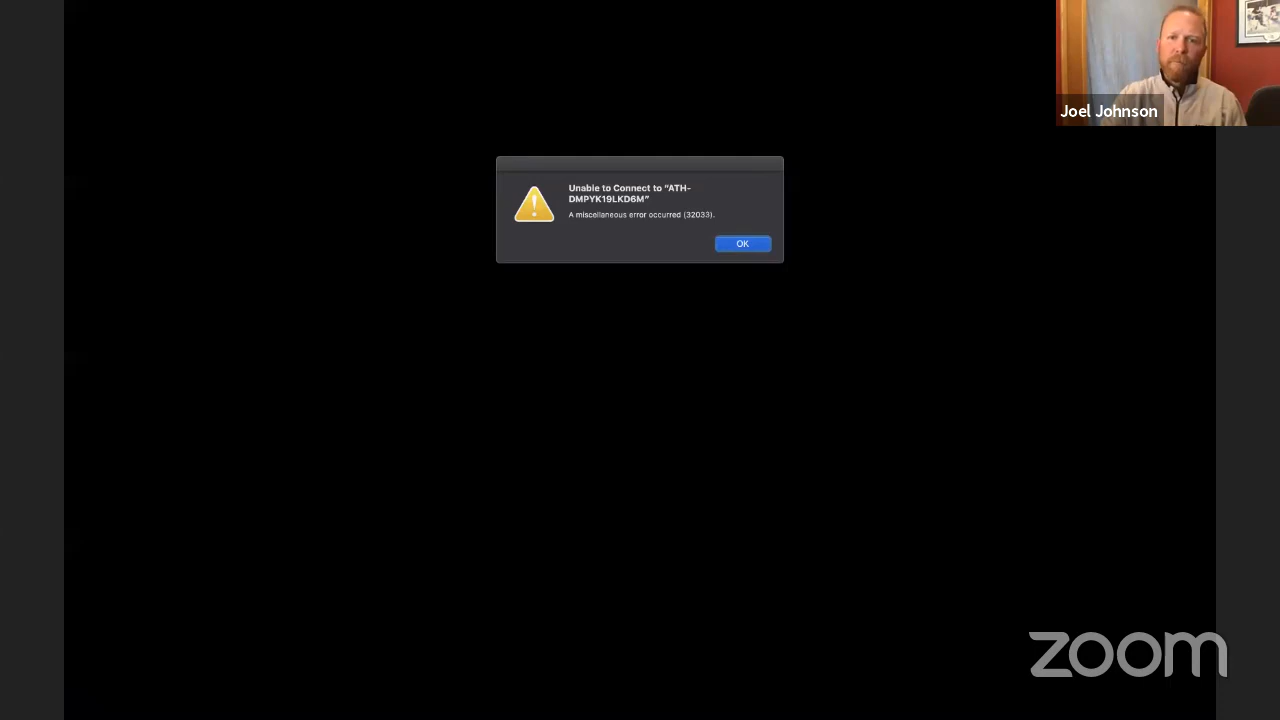 Joel Johnson
Unable to Connect to “ATH-
DMPYK19LKD6M”
A miscellaneous error occurred (32033).
OK
zoom